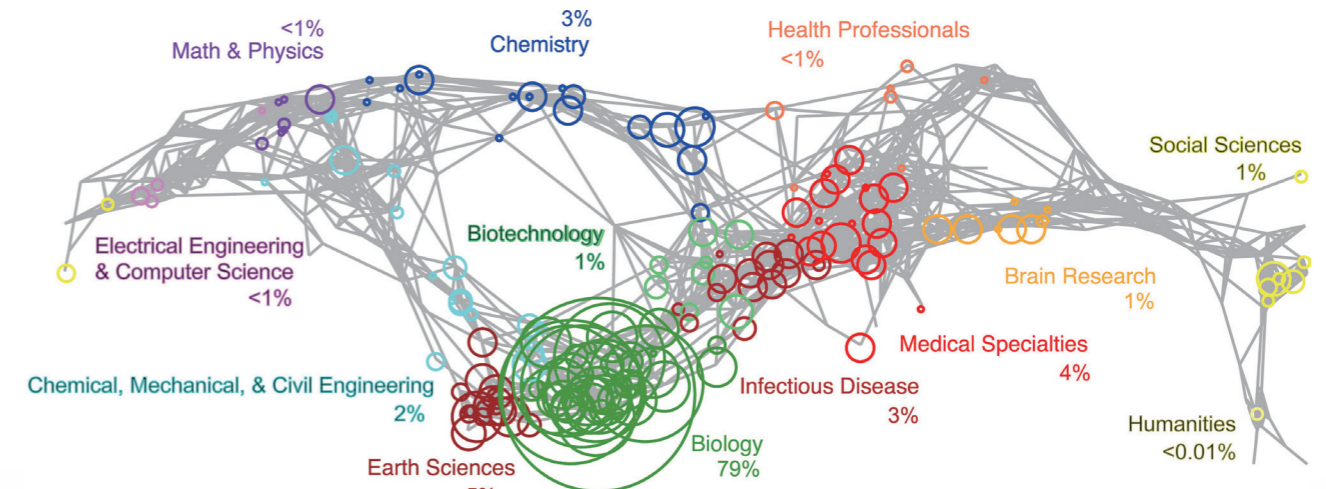 <1%
Math & Physics
3%
Chemistry
Health Professionals
<1%
Social Sciences
1%
Electrical Engineering
& Computer Science
<1%
Biotechnology
1%
Brain Research
1%
Medical Specialties
4%
Chemical, Mechanical, & Civil Engineering
2%
Infectious Disease
3%
Humanities
<0.01%
Biology
79%
Earth Sciences